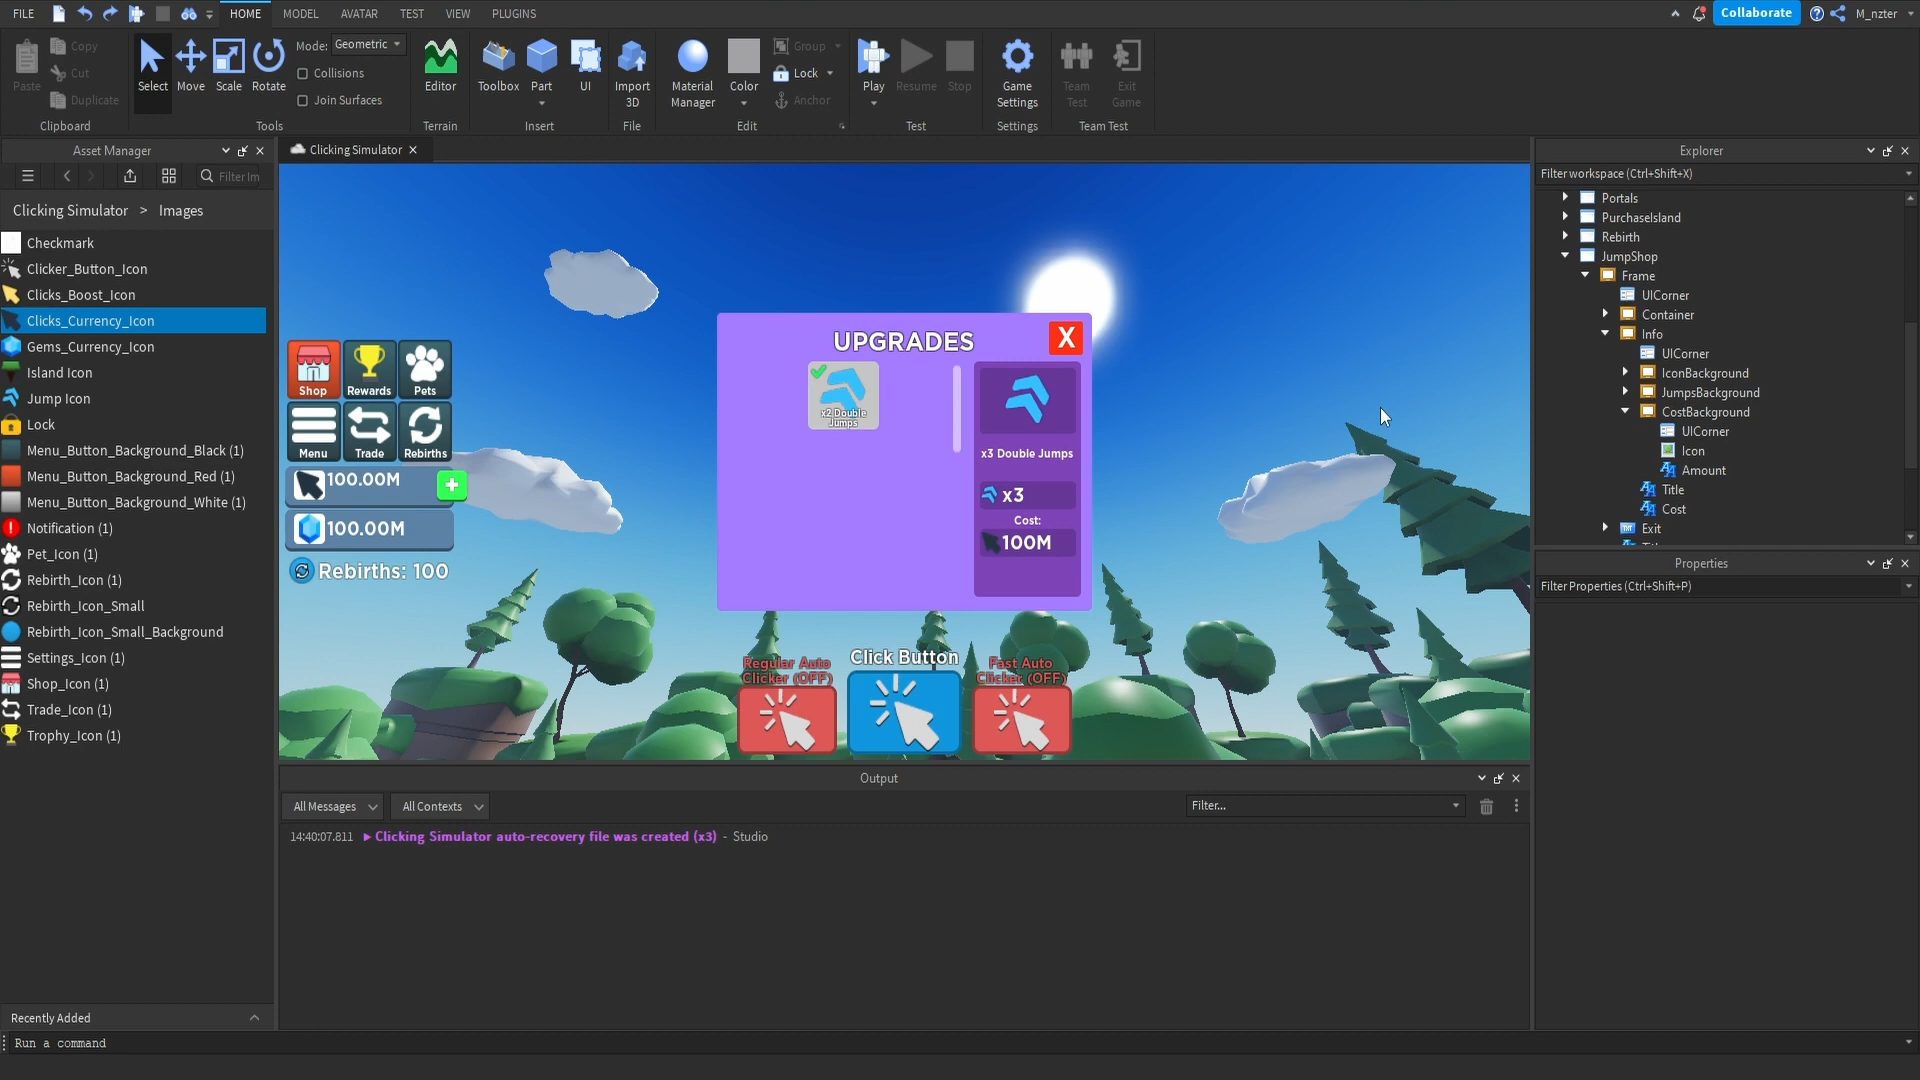 FILE
HOME
MODEL
AVATAR
TEST
VIEW
PLUGINS
Collaborate
M_nzter
Paste
Copy
Cut
Duplicate
Clipboard
Select
Move
Scale
Rotate
Mode:
Geometric
Collisions
Join Surfaces
Tools
Editor
Terrain
Toolbox
Part
UI
Insert
Import
3D
File
Material
Manager
Color
Group
Lock
Anchor
Edit
Play
Resume
Stop
Test
Game
Settings
Settings
Team
Test
Exit
Game
Team Test
Asset Manager
Filter Im
Clicking Simulator > Images
Checkmark
Clicker_Button_Icon
Clicks_Boost_Icon
Clicks_Currency_Icon
Gems_Currency_Icon
Island Icon
Jump Icon
Lock
Menu_Button_Background_Black (1)
Menu_Button_Background_Red (1)
Menu_Button_Background_White (1)
Notification (1)
Pet_Icon (1)
Rebirth_Icon (1)
Rebirth_Icon_Small
Rebirth_Icon_Small_Background
Settings_Icon (1)
Shop_Icon (1)
Trade_Icon (1)
Trophy_Icon (1)
Recently Added
Run a command
Clicking Simulator
Shop
Rewards
Pets
Menu
Trade
Rebirths
100.00M
+
100.00M
Rebirths: 100
UPGRADES
X
x2 Double
Jumps
x3 Double Jumps
x3
Cost:
100M
Regular Auto
Clicker (OFF)
Click Button
Fast Auto
Clicker (OFF)
Output
All Messages
All Contexts
Filter...
14:40:07.811 Clicking Simulator auto-recovery file was created (x3) - Studio
Explorer
Filter workspace (Ctrl+Shift+X)
Portals
PurchaseIsland
Rebirth
JumpShop
Frame
UICorner
Container
Info
UICorner
IconBackground
JumpsBackground
CostBackground
UICorner
Icon
Amount
Title
Cost
Exit
Properties
Filter Properties (Ctrl+Shift+P)